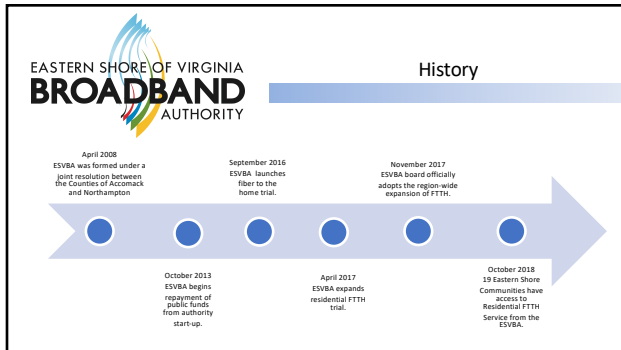 EASTERN SHORE OF VIRGINIA
BROADBAND
AUTHORITY
History
April 2008
ESVBA was formed under a
joint resolution between
the Counties of Accomack
and Northampton
September 2016
ESVBA launches
fiber to the
home trial.
November 2017
ESVBA board officially
adopts the region-wide
expansion of FTTH.
October 2013
ESVBA begins
repayment of
public funds
from authority
start-up.
April 2017
ESVBA expands
residential FTTH
trial.
October 2018
19 Eastern Shore
Communities have
access to
Residential FTTH
Service from the
ESVBA.